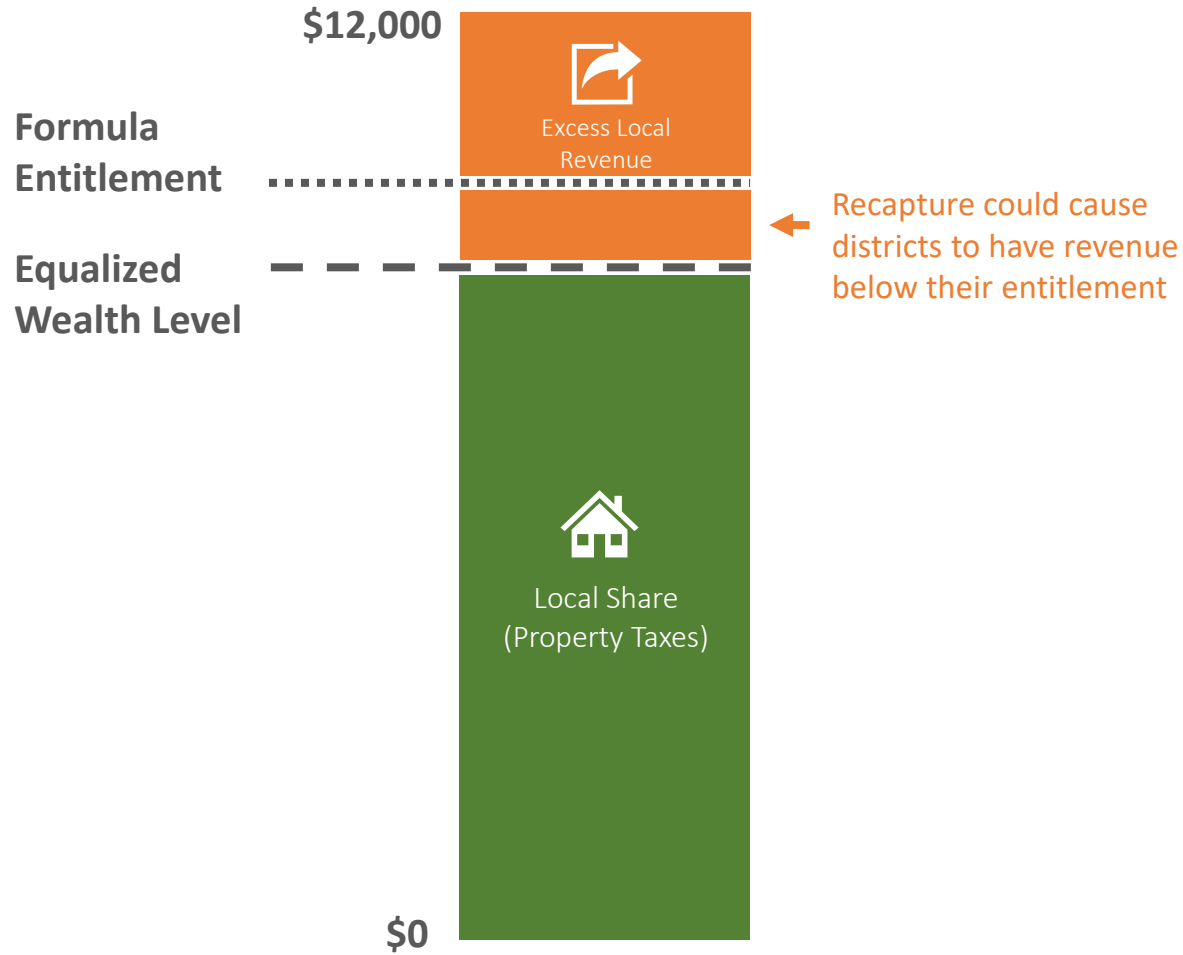 $12,000
Excess Local
Revenue
Formula
Entitlement
Recapture could cause
districts to have revenue
below their entitlement
Equalized
Wealth Level
Local Share
(Property Taxes)
$0